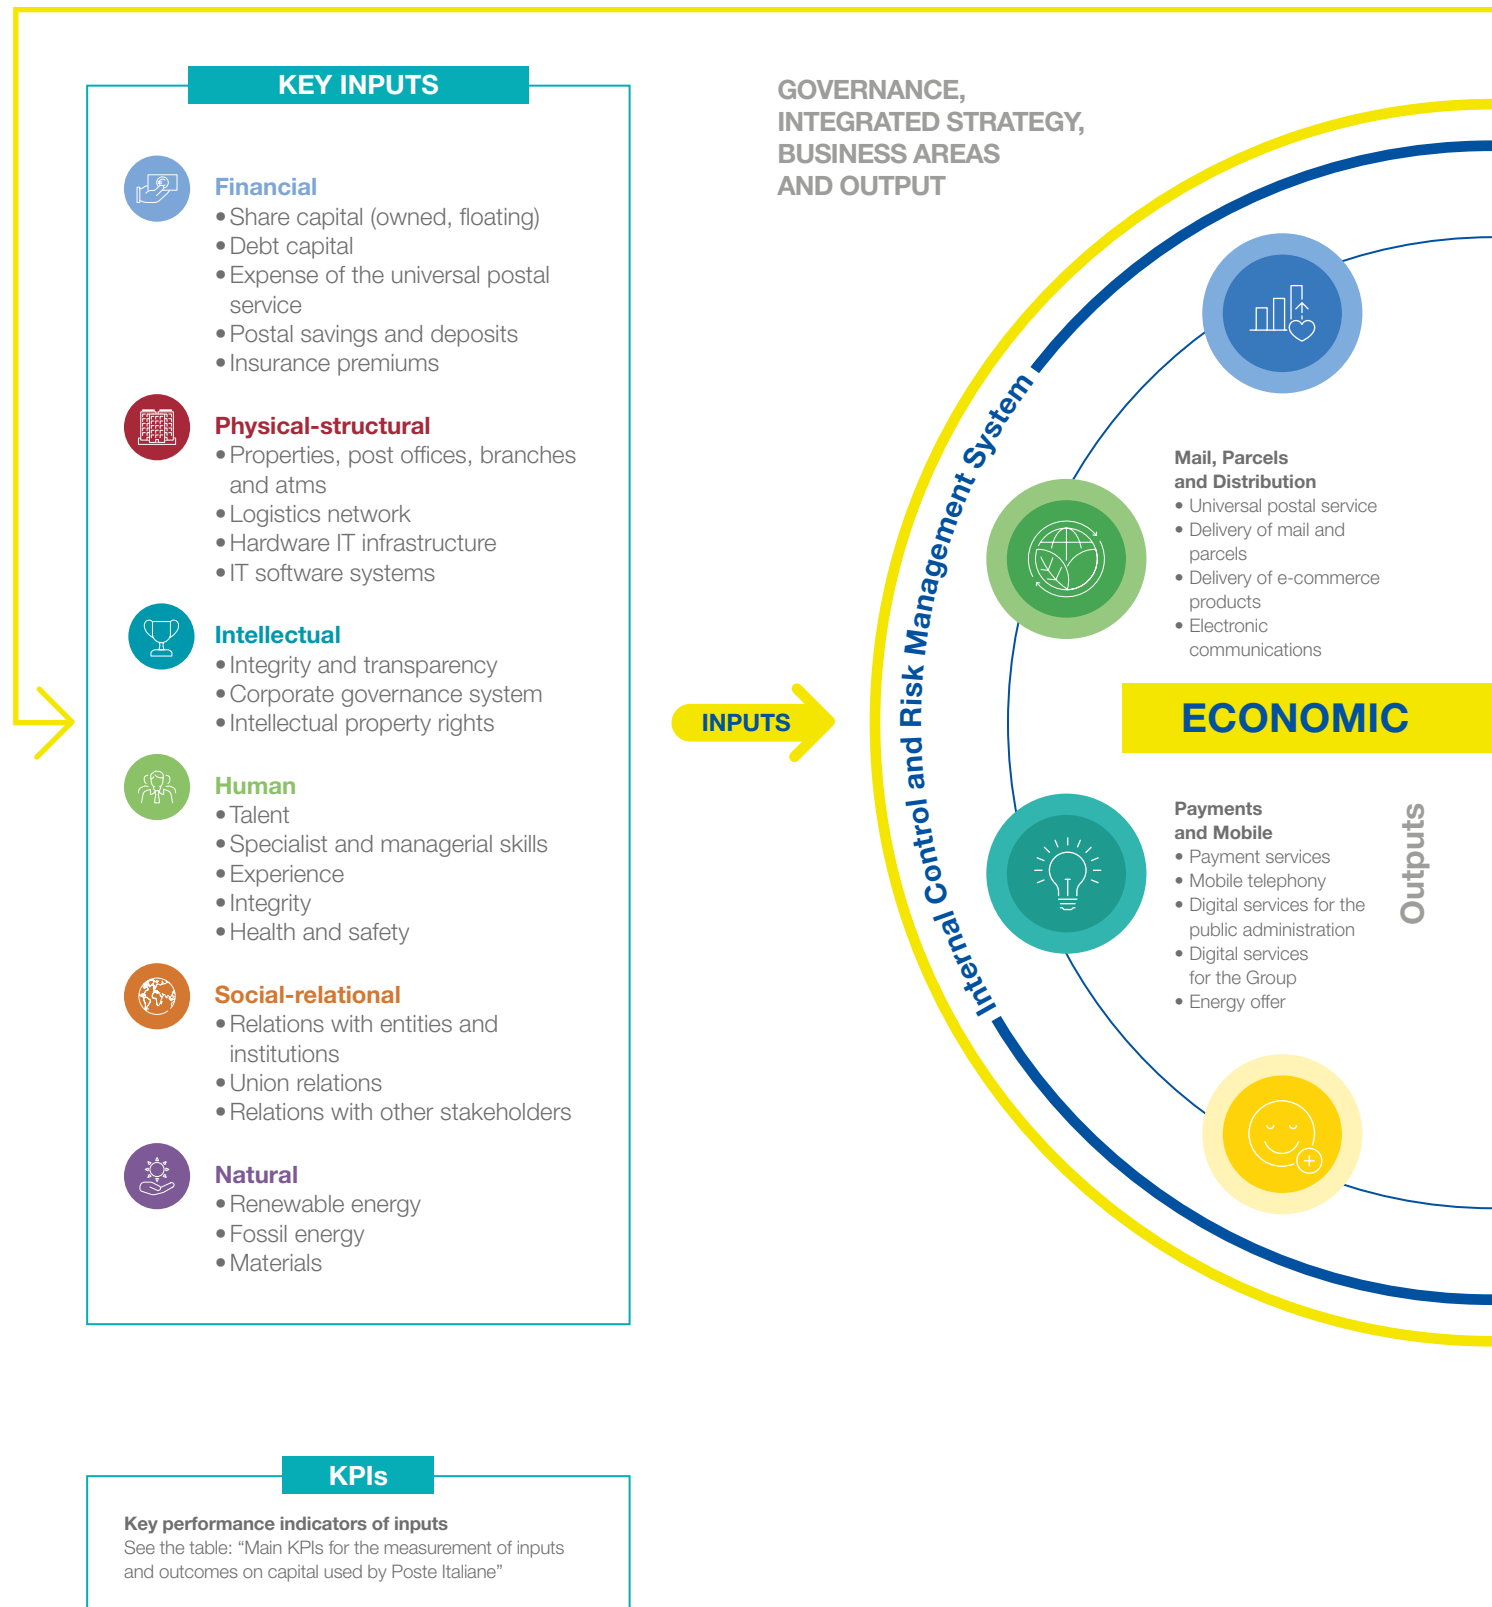 KEY INPUTS
Financial
• Share capital (owned, floating)
• Debt capital
• Expense of the universal postal
service
• Postal savings and deposits
• Insurance premiums
Physical-structural
• Properties, post offices, branches
and atms
• Logistics network
• Hardware IT infrastructure
• IT software systems
Intellectual
• Integrity and transparency
• Corporate governance system
• Intellectual property rights
Human
• Talent
• Specialist and managerial skills
• Experience
• Integrity
• Health and safety
Social-relational
• Relations with entities and
institutions
• Union relations
• Relations with other stakeholders
Natural
• Renewable energy
• Fossil energy
• Materials
INPUTS
GOVERNANCE,
INTEGRATED STRATEGY,
BUSINESS AREAS
AND OUTPUT
Internal Control and Risk Management System
Mail, Parcels
and Distribution
• Universal postal service
• Delivery of mail and
parcels
• Delivery of e-commerce
products
• Electronic
communications
ECONOMIC
Payments
and Mobile
• Payment services
• Mobile telephony
• Digital services for the
public administration
• Digital services
for the Group
• Energy offer
Outputs
KPIs
Key performance indicators of inputs
See the table: “Main KPIs for the measurement of inputs
and outcomes on capital used by Poste Italiane”